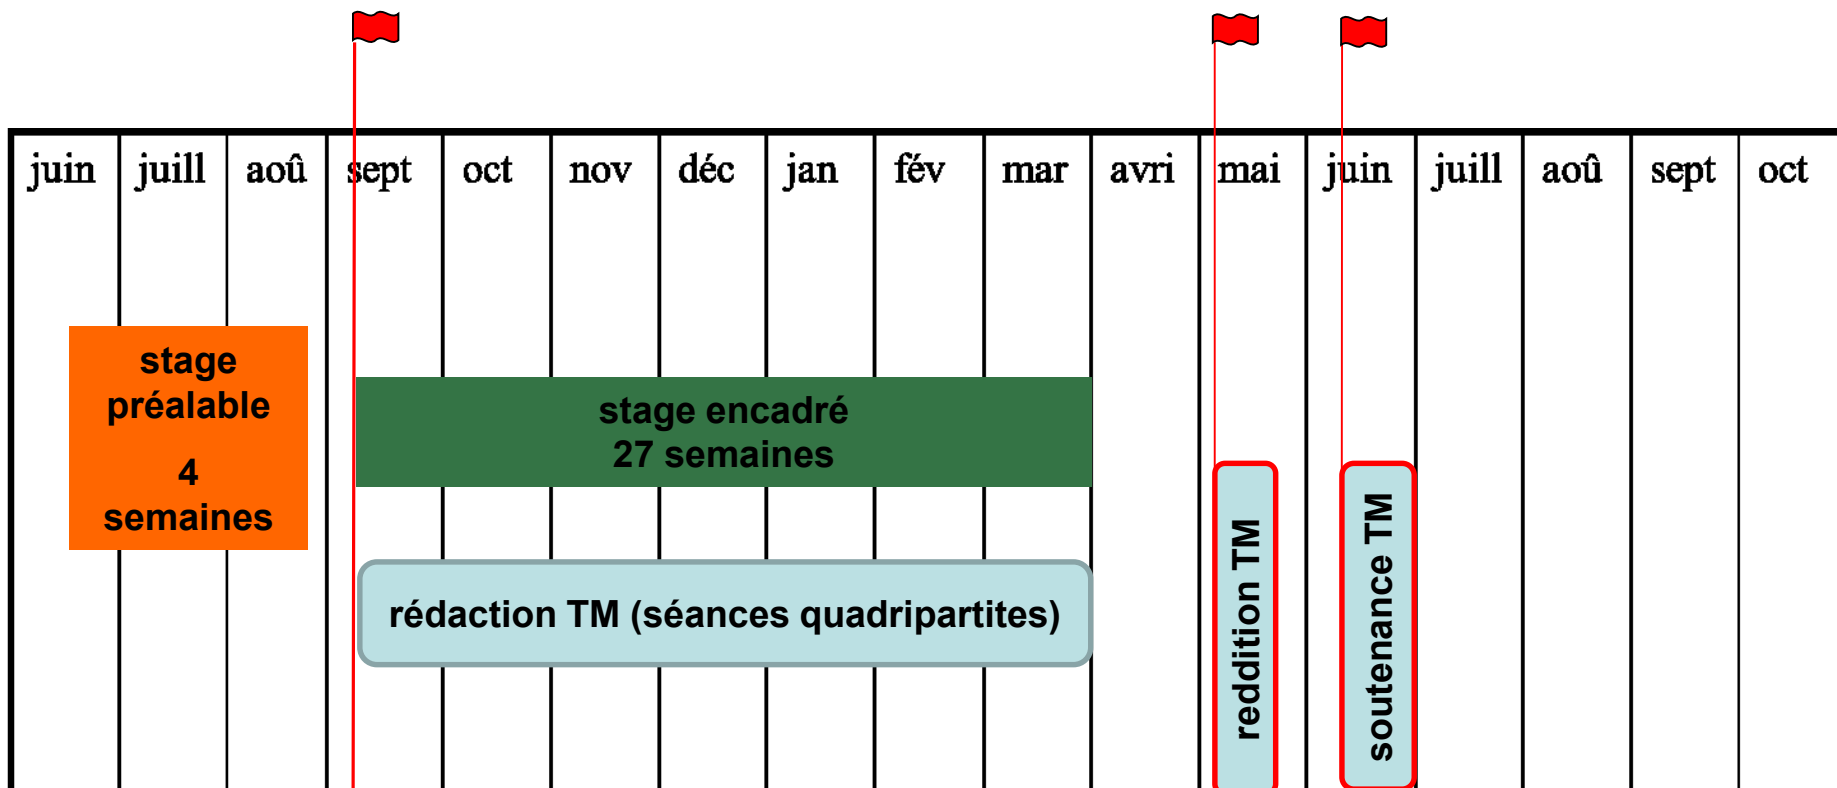 juin juill aoû sept oct nov déc jan fév mar avri mai juin juill aoû sept oct
stage
préalable
4
semaines
stage encadré
27 semaines
rédaction TM (séances quadripartites)
reddition TM
soutenance TM